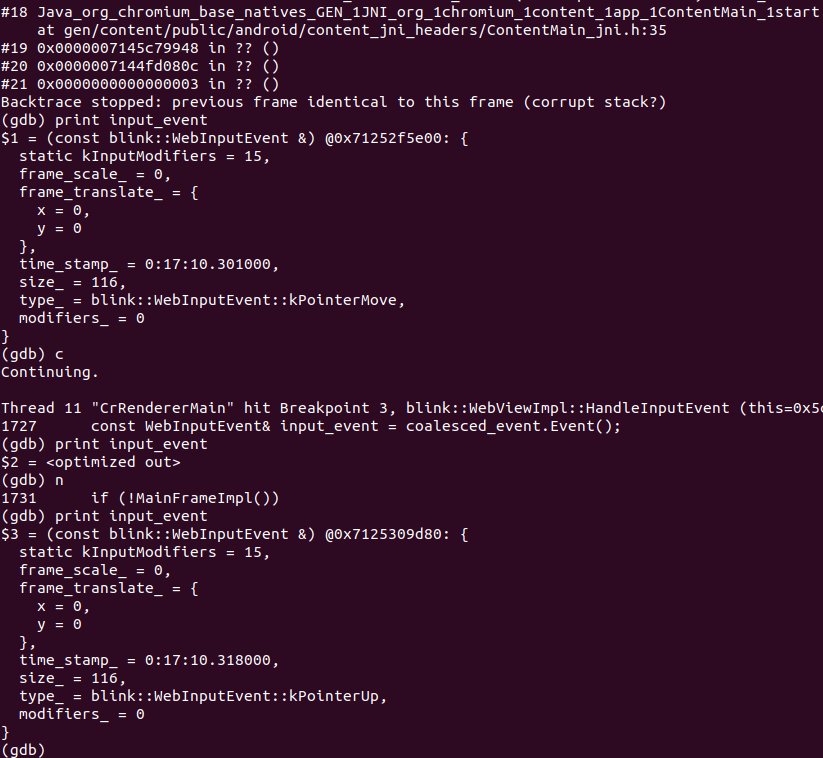 #18 Java_org_chromium_base_natives_GEN_1JNI_org_1chromium_1content_1app_1ContentMain_1start
    at gen/content/public/android/content_jni_headers/ContentMain_jni.h:35
#19 0x0000007145c79948 in ?? ()
#20 0x0000007144fd080c in ?? ()
#21 0x0000000000000003 in ?? ()
Backtrace stopped: previous frame identical to this frame (corrupt stack?)
(gdb) print input_event
$1 = (const blink::WebInputEvent &) @0x71252f5e00: {
  static kInputModifiers = 15,
  frame_scale_ = 0,
  frame_translate_ = {
    x = 0,
    y = 0
  },
  time_stamp_ = 0:17:10.301000,
  size_ = 116,
  type_ = blink::WebInputEvent::kPointerMove,
  modifiers_ = 0
}
(gdb) c
Continuing.

Thread 11 "CrRendererMain" hit Breakpoint 3, blink::WebViewImpl::HandleInputEvent (this=0x5c
1727      const WebInputEvent& input_event = coalesced_event.Event();
(gdb) print input_event
$2 = <optimized out>
(gdb) n
1731      if (!MainFrameImpl())
(gdb) print input_event
$3 = (const blink::WebInputEvent &) @0x7125309d80: {
  static kInputModifiers = 15,
  frame_scale_ = 0,
  frame_translate_ = {
    x = 0,
    y = 0
  },
  time_stamp_ = 0:17:10.318000,
  size_ = 116,
  type_ = blink::WebInputEvent::kPointerUp,
  modifiers_ = 0
}
(gdb)